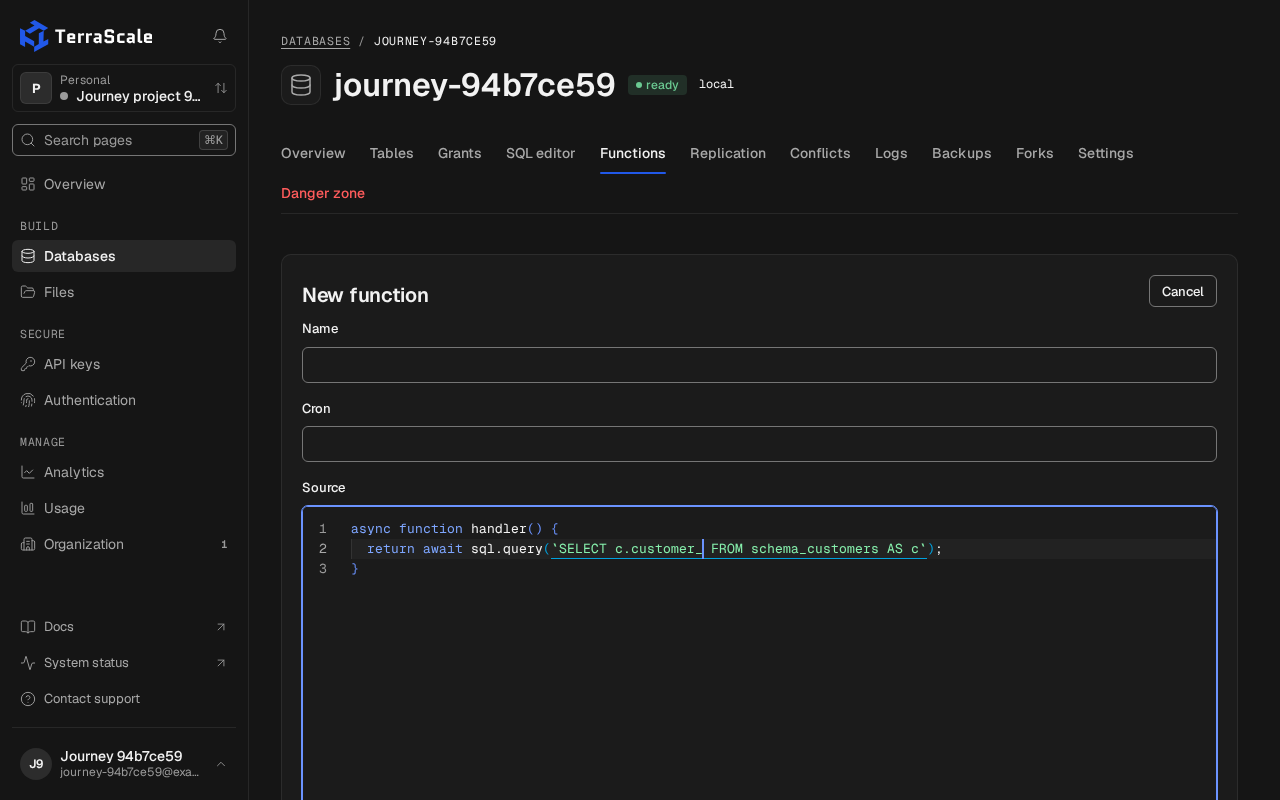 TerraScale
P
Personal
Journey project 9...
Search pages
⌘K
Overview
BUILD
Databases
Files
SECURE
API keys
Authentication
MANAGE
Analytics
Usage
Organization
1
Docs
System status
Contact support
J9
Journey 94b7ce59
journey-94b7ce59@exa...
DATABASES / JOURNEY-94B7CE59
journey-94b7ce59
ready
local
Overview
Tables
Grants
SQL editor
Functions
Replication
Conflicts
Logs
Backups
Forks
Settings
Danger zone
New function
Cancel
Name
Cron
Source
1 async function handler() {
2 return await sql.query(`SELECT c.customer_ FROM schema_customers AS c`);
3 }